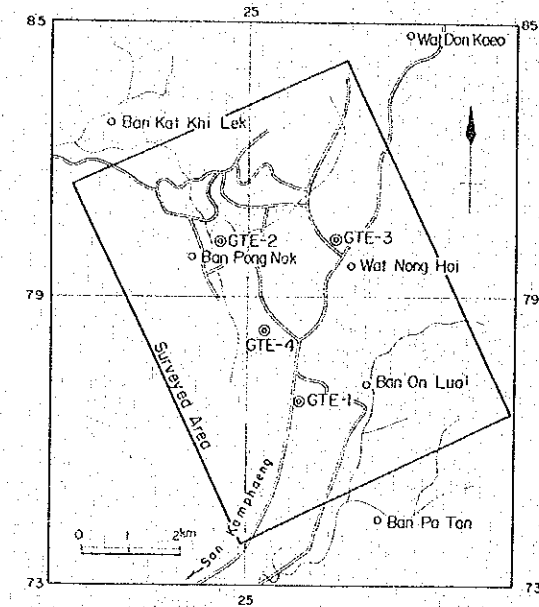 85
25
85
Wat Don Kaeo
Ban Kat Khi Lek
GTE-2
GTE-3
Ban Pong Nok
Wat Nong Hoi
79
79
GTE-4
Surveyed Area
Ban On Luai
GTE-1
San Kamphaeng
Ban Pa Tan
0 1 2km
73
25
73